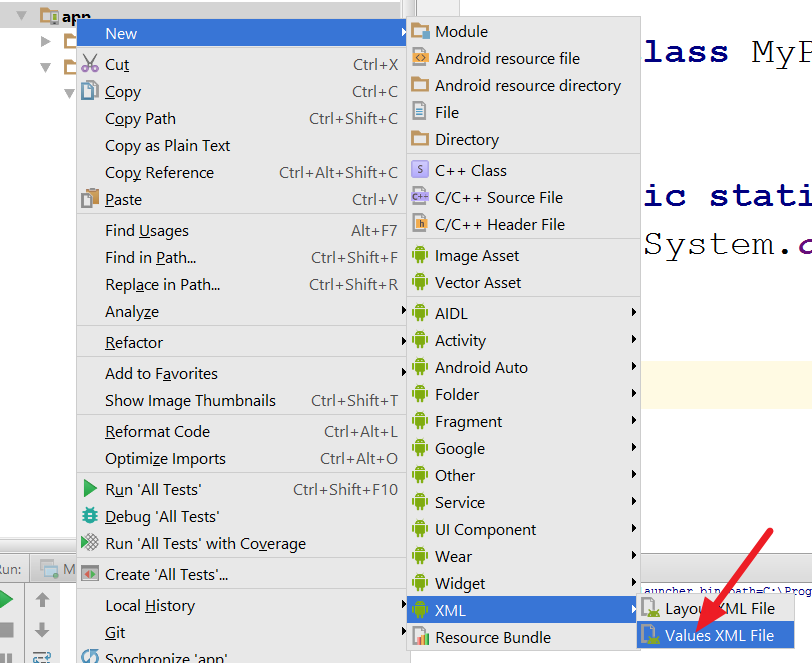 app
New
Cut Ctrl+X
Copy Ctrl+C
Copy Path Ctrl+Shift+C
Copy as Plain Text
Copy Reference Ctrl+Alt+Shift+C
Paste Ctrl+V
Find Usages Alt+F7
Find in Path... Ctrl+Shift+F
Replace in Path... Ctrl+Shift+R
Analyze
Refactor
Add to Favorites
Show Image Thumbnails Ctrl+Shift+T
Reformat Code Ctrl+Alt+L
Optimize Imports Ctrl+Alt+O
Run 'All Tests' Ctrl+Shift+F10
Debug 'All Tests'
Run 'All Tests' with Coverage
Create 'All Tests'...
Local History
Git
Synchronize 'app'
Module
Android resource file
Android resource directory
File
Directory
S C++ Class
C++ C/C++ Source File
h C/C++ Header File
Image Asset
Vector Asset
AIDL
Activity
Android Auto
Folder
Fragment
Google
Other
Service
UI Component
Wear
Widget
XML
Resource Bundle
Layout XML File
Values XML File
lass MyP
ic stati
System.o
un:
M
auncher.bin.path=C:\Prog